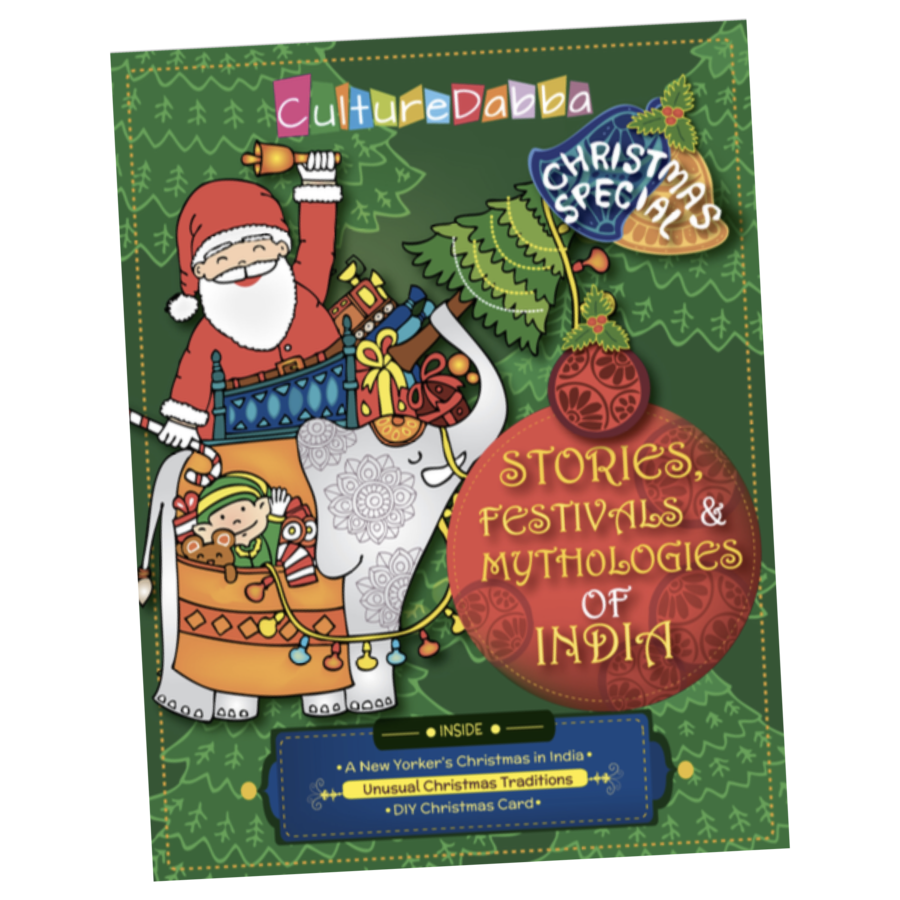 CultureDabba
CHRISTMAS
SPECIAL
STORIES,
FESTIVALS &
MYTHOLOGIES
OF
INDIA
INSIDE
•A New Yorker's Christmas in India•
Unusual Christmas Traditions
•DIY Christmas Card•